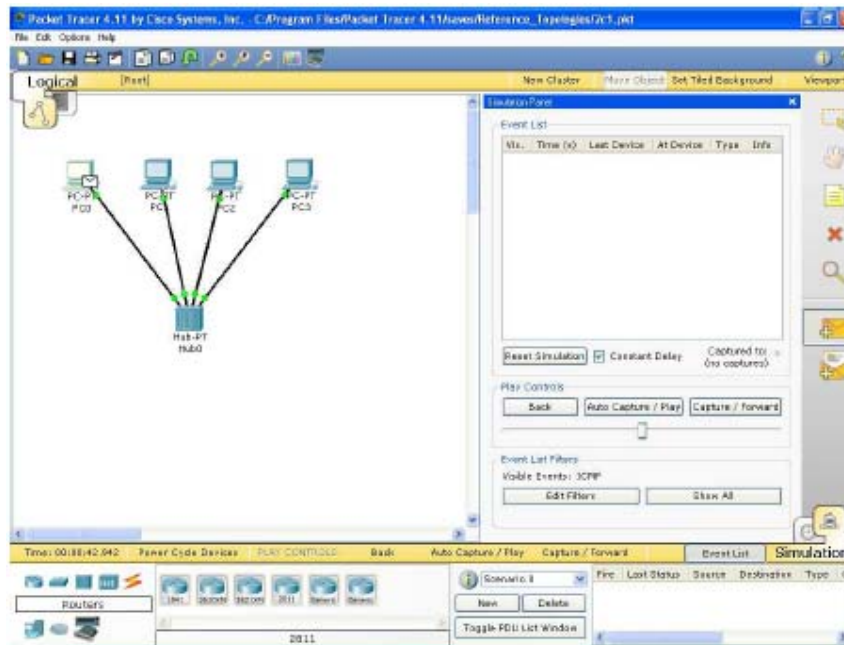 Packet Tracer 4.11 by Cisco Systems, Inc. - C:/Program Files/Packet Tracer 4.11/saves/Reference_Topologies/2c1.pkt
File Edit Options Help
Logical [Root] New Cluster Move Object Set Tiled Background Viewport
Simulation Panel
Event List
Vis. Time (s) Last Device At Device Type Info
PC-PT PC-PT PC-PT PC-PT
PC0 PC1 PC2 PC3
Hub-PT
Hub0
Reset Simulation Constant Delay Captured to:
(no captures)
Play Controls
Back Auto Capture / Play Capture / Forward
Event List Filters
Visible Events: ICMP
Edit Filters Show All
Time: 00:00:42.942 Power Cycle Devices PLAY CONTROLS Back Auto Capture / Play Capture / Forward Event List Simulation
Scenario 0 Fire Last Status Source Destination Type
Routers
1841 2811 Generic Generic
New Delete
Toggle PDU List Window
2811